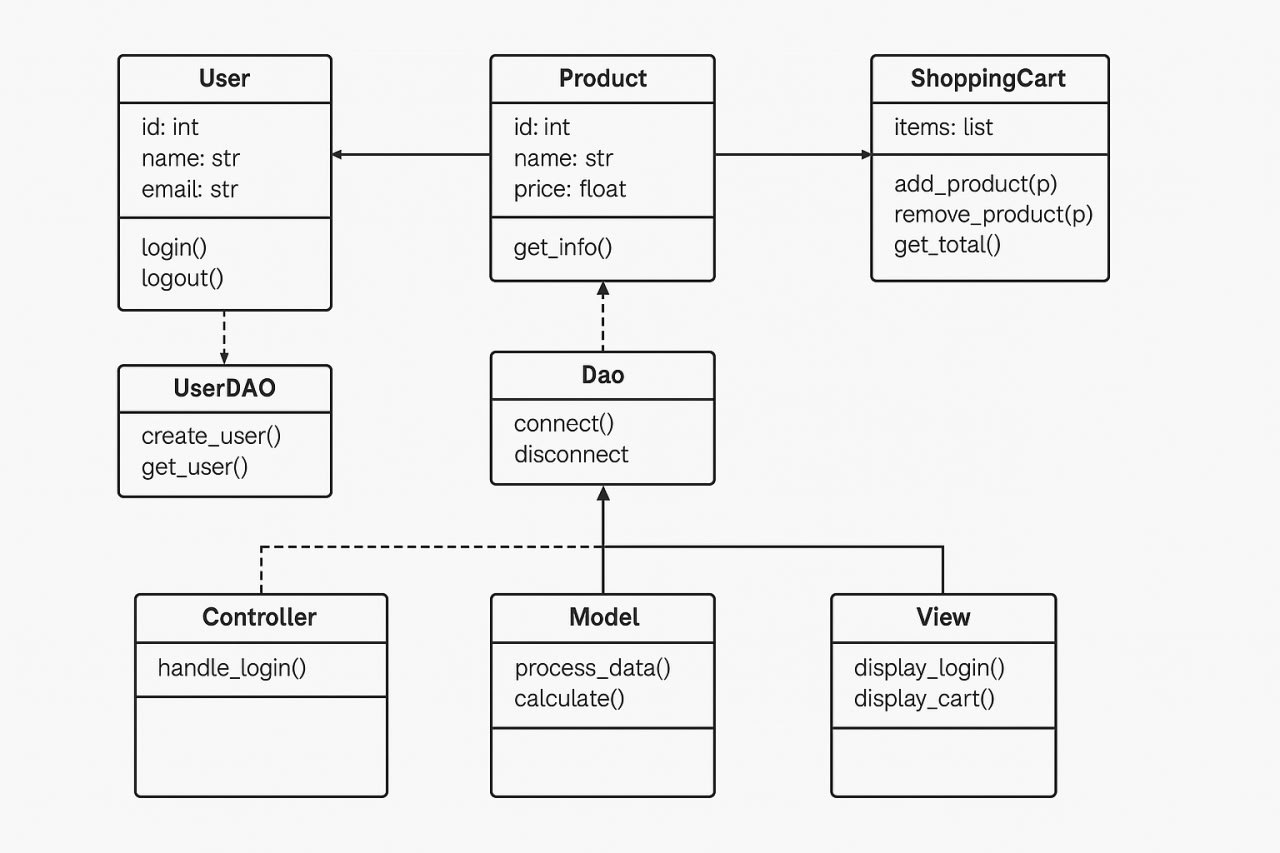 User
id: int
name: str
email: str
login()
logout()
Product
id: int
name: str
price: float
get_info()
ShoppingCart
items: list
add_product(p)
remove_product(p)
get_total()
UserDAO
create_user()
get_user()
Dao
connect()
disconnect
Controller
handle_login()
Model
process_data()
calculate()
View
display_login()
display_cart()